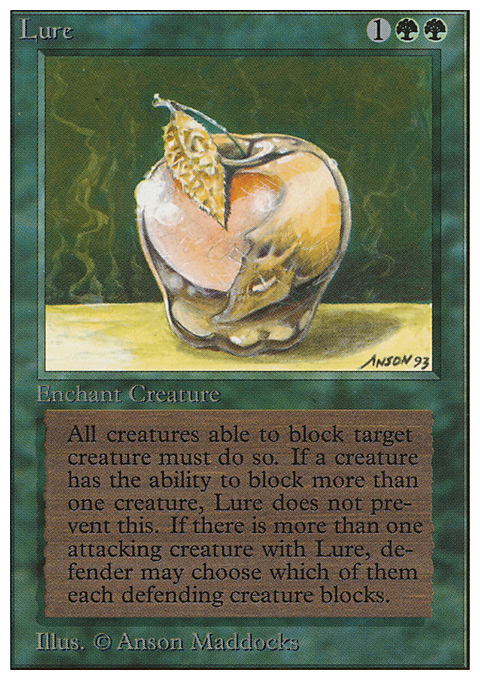 Lure 1
ANSON 93
Enchant Creature
All creatures able to block target
creature must do so. If a creature
has the ability to block more than
one creature, Lure does not pre-
vent this. If there is more than one
attacking creature with Lure, de-
fender may choose which of them
each defending creature blocks.
Illus. © Anson Maddocks